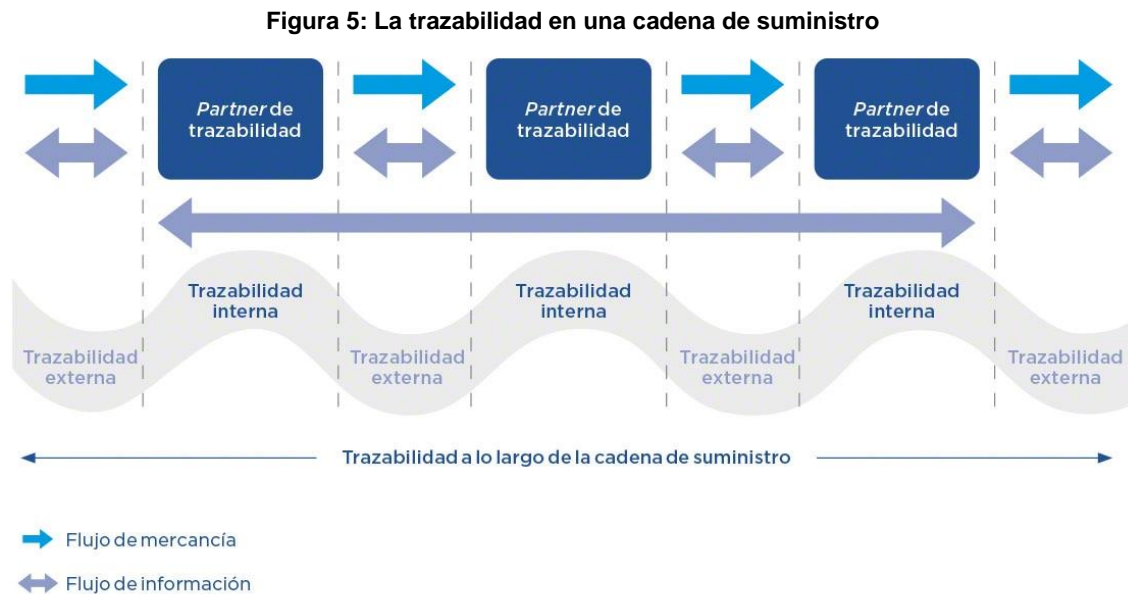 Figura 5: La trazabilidad en una cadena de suministro
Partner de
trazabilidad
Partner de
trazabilidad
Partner de
trazabilidad
Trazabilidad
interna
Trazabilidad
interna
Trazabilidad
interna
Trazabilidad
externa
Trazabilidad
externa
Trazabilidad
externa
Trazabilidad
externa
Trazabilidad a lo largo de la cadena de suministro
Flujo de mercancía
Flujo de información